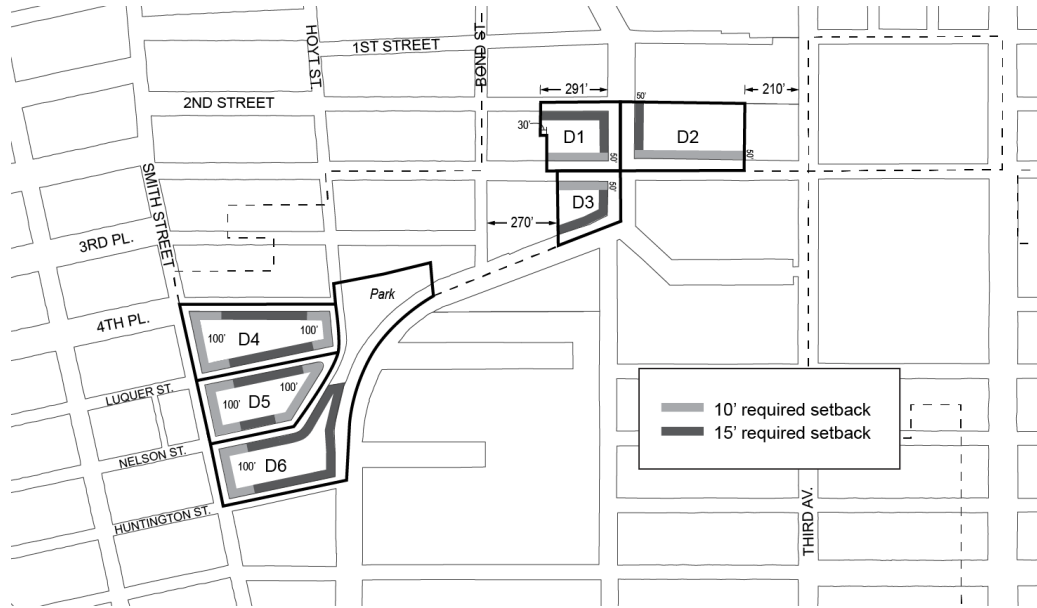 HOYT ST
BOND ST
1ST STREET
2ND STREET
291'
210'
50'
30'
D1
D2
50'
50'
SMITH STREET
50'
D3
3RD PL.
270'
Park
4TH PL.
100'
D4
100'
LUQUER ST.
100'
D5
100'
10' required setback
15' required setback
NELSON ST.
100'
D6
HUNTINGTON ST.
THIRD AV.